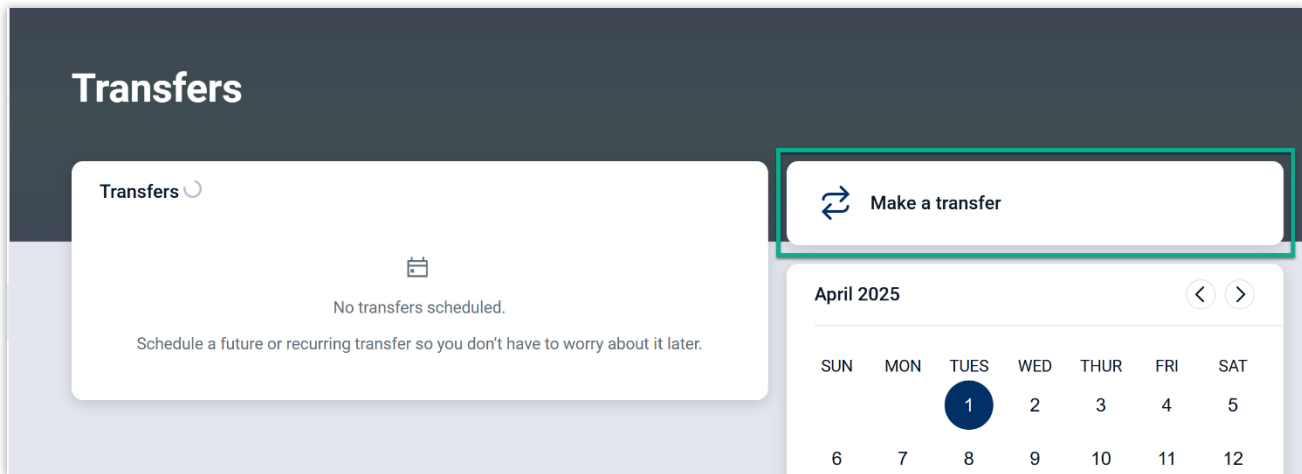 Transfers
Transfers
No transfers scheduled.
Schedule a future or recurring transfer so you don’t have to worry about it later.
Make a transfer
April 2025
SUN MON TUES WED THUR FRI SAT
1 2 3 4 5
6 7 8 9 10 11 12